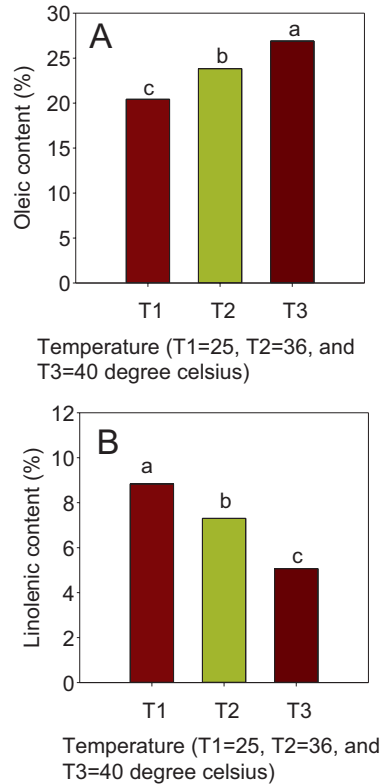 A
Oleic content (%)
30
25
20
15
10
5
0
c
b
a
T1 T2 T3
Temperature (T1=25, T2=36, and
T3=40 degree celsius)
B
Linolenic content (%)
12
10
8
6
4
2
0
a
b
c
T1 T2 T3
Temperature (T1=25, T2=36, and
T3=40 degree celsius)